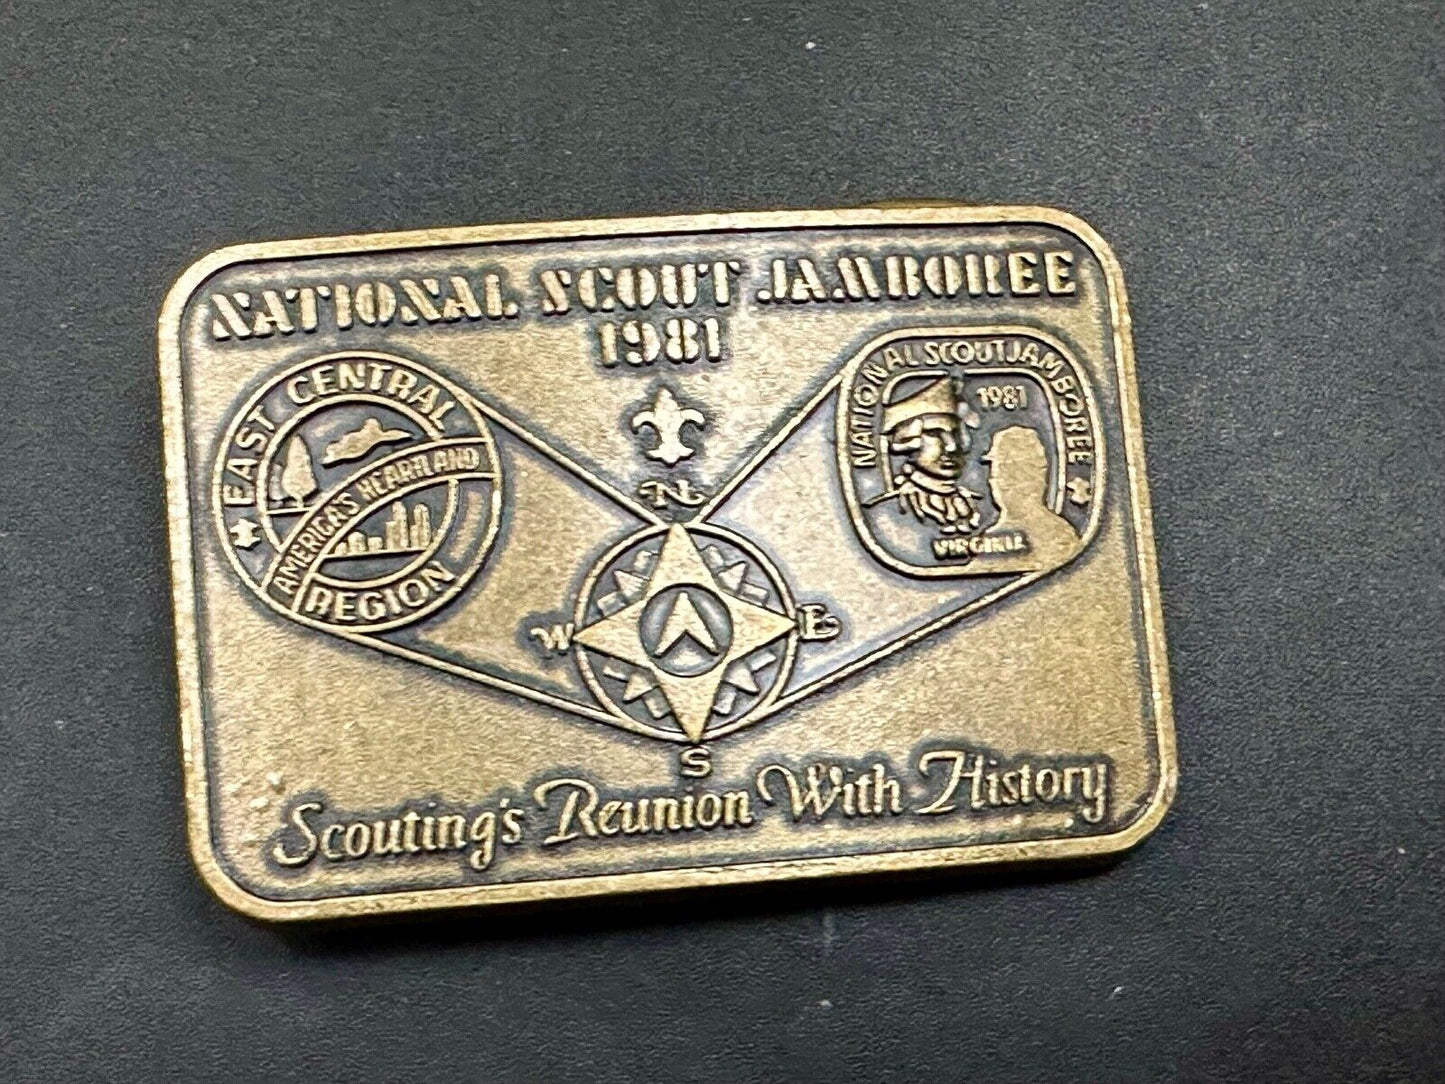 NATIONAL SCOUT JAMBOREE
1981
EAST CENTRAL
AMERICA'S HEARTLAND
REGION
NATIONAL SCOUT JAMBOREE
1981
VIRGINIA
N
W
E
S
Scouting's Reunion With History